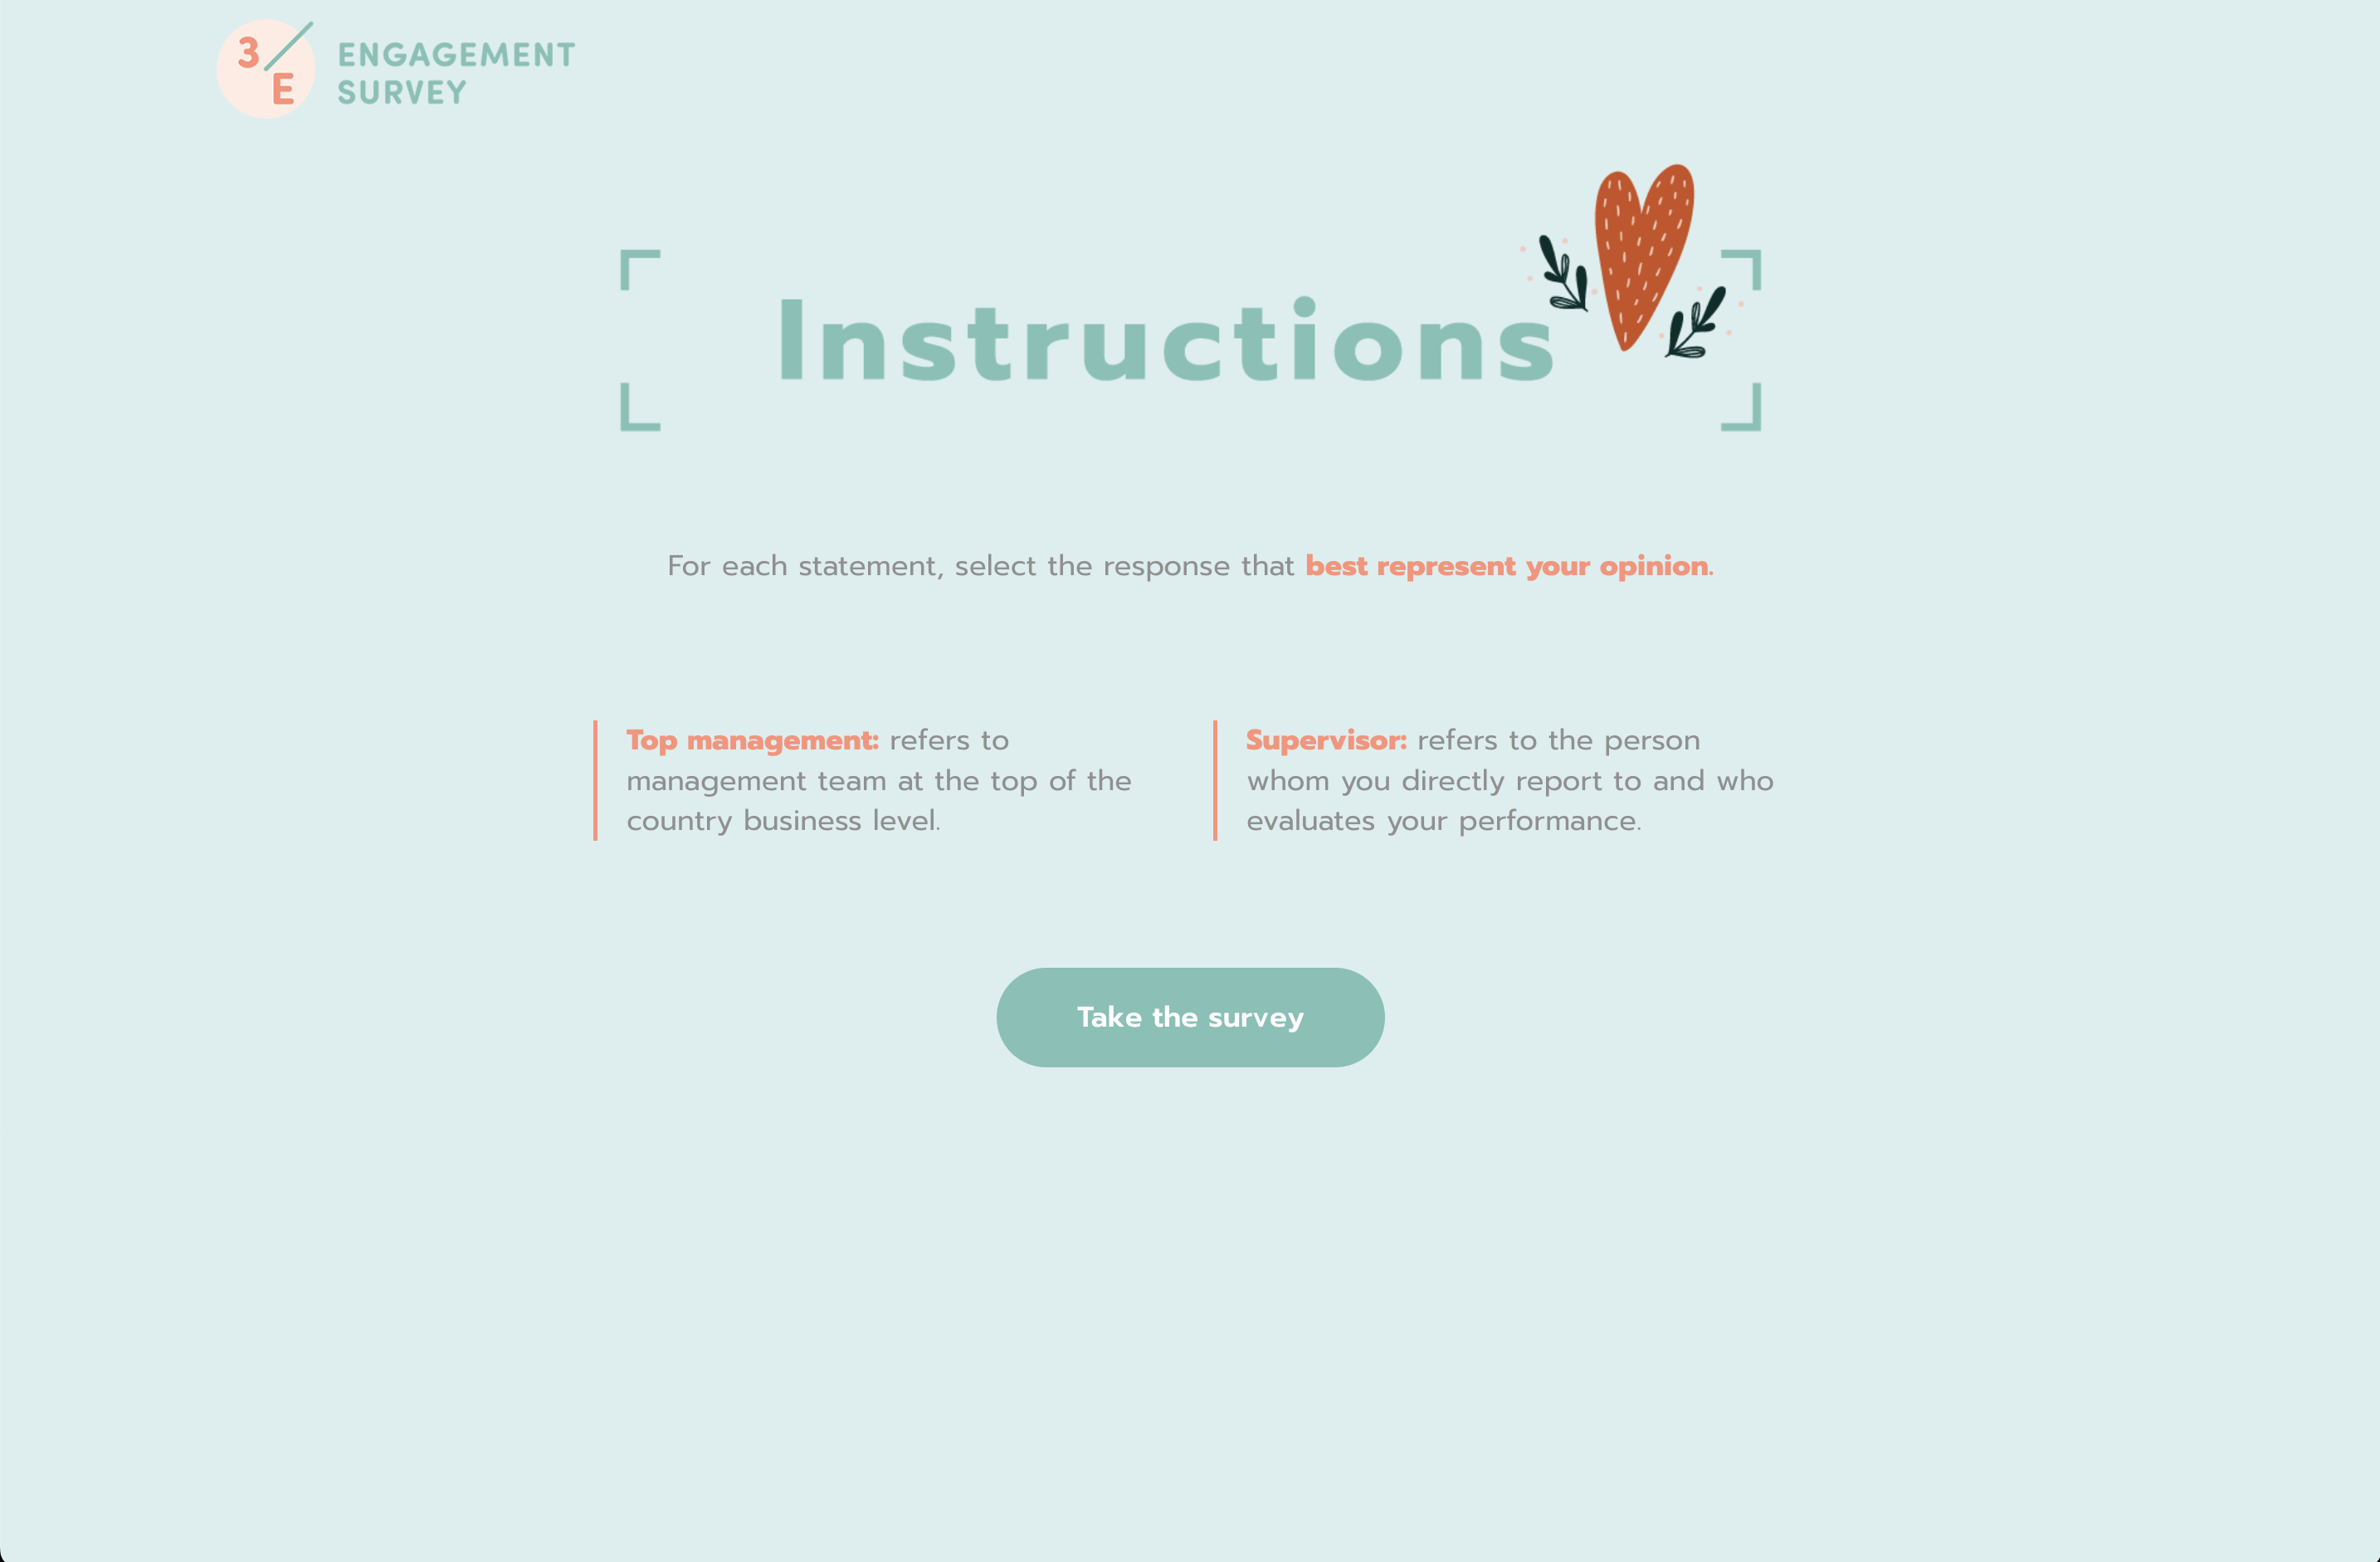 3/E
ENGAGEMENT
SURVEY
Instructions
For each statement, select the response that best represent your opinion.
Top management: refers to
management team at the top of the
country business level.
Supervisor: refers to the person
whom you directly report to and who
evaluates your performance.
Take the survey